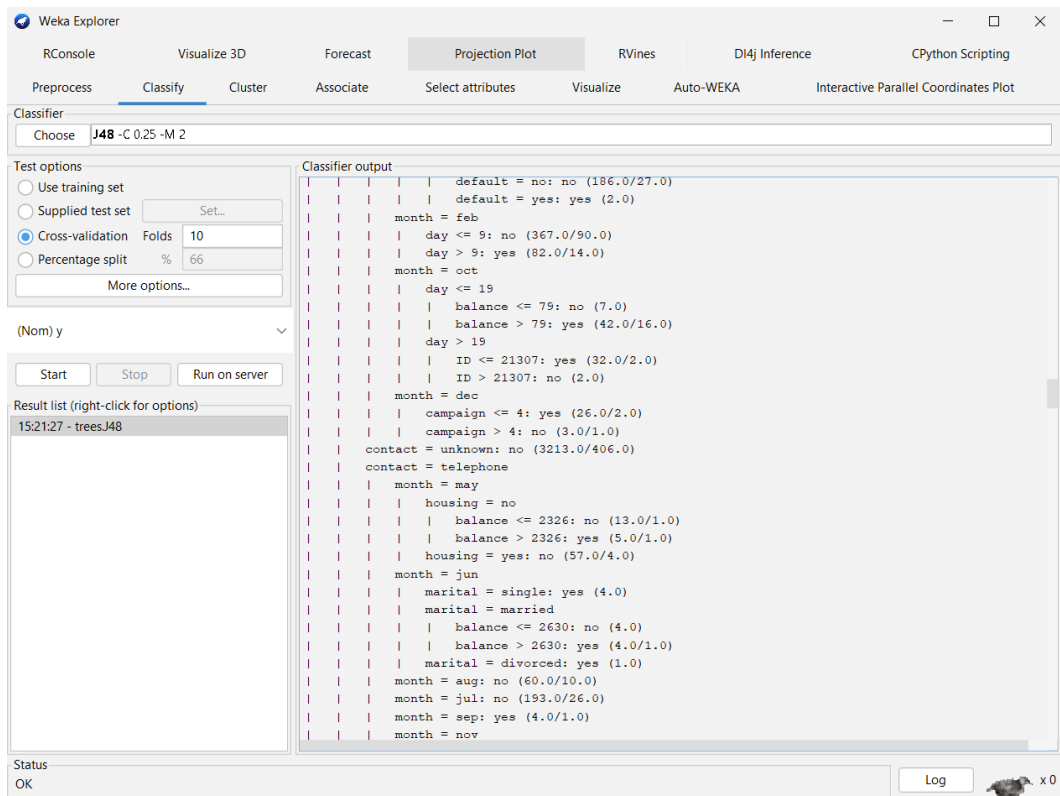 Weka Explorer
RConsole Visualize 3D Forecast Projection Plot RVines Dl4j Inference CPython Scripting
Preprocess Classify Cluster Associate Select attributes Visualize Auto-WEKA Interactive Parallel Coordinates Plot
Classifier
Choose J48 -C 0.25 -M 2
Test options
Use training set
Supplied test set Set...
Cross-validation Folds 10
Percentage split % 66
More options...
(Nom) y
Start Stop Run on server
Result list (right-click for options)
15:21:27 - trees.J48
Classifier output
| | | | | default = no: no (186.0/27.0)
| | | | | default = yes: yes (2.0)
| | | month = feb
| | | | day <= 9: no (367.0/90.0)
| | | | day > 9: yes (82.0/14.0)
| | | month = oct
| | | | day <= 19
| | | | | balance <= 79: no (7.0)
| | | | | balance > 79: yes (42.0/16.0)
| | | | day > 19
| | | | | ID <= 21307: yes (32.0/2.0)
| | | | | ID > 21307: no (2.0)
| | | month = dec
| | | | campaign <= 4: yes (26.0/2.0)
| | | | campaign > 4: no (3.0/1.0)
| | contact = unknown: no (3213.0/406.0)
| | contact = telephone
| | | month = may
| | | | housing = no
| | | | | balance <= 2326: no (13.0/1.0)
| | | | | balance > 2326: yes (5.0/1.0)
| | | | housing = yes: no (57.0/4.0)
| | | month = jun
| | | | marital = single: yes (4.0)
| | | | marital = married
| | | | | balance <= 2630: no (4.0)
| | | | | balance > 2630: yes (4.0/1.0)
| | | | marital = divorced: yes (1.0)
| | | month = aug: no (60.0/10.0)
| | | month = jul: no (193.0/26.0)
| | | month = sep: yes (4.0/1.0)
| | | month = nov
Status
OK
Log x 0